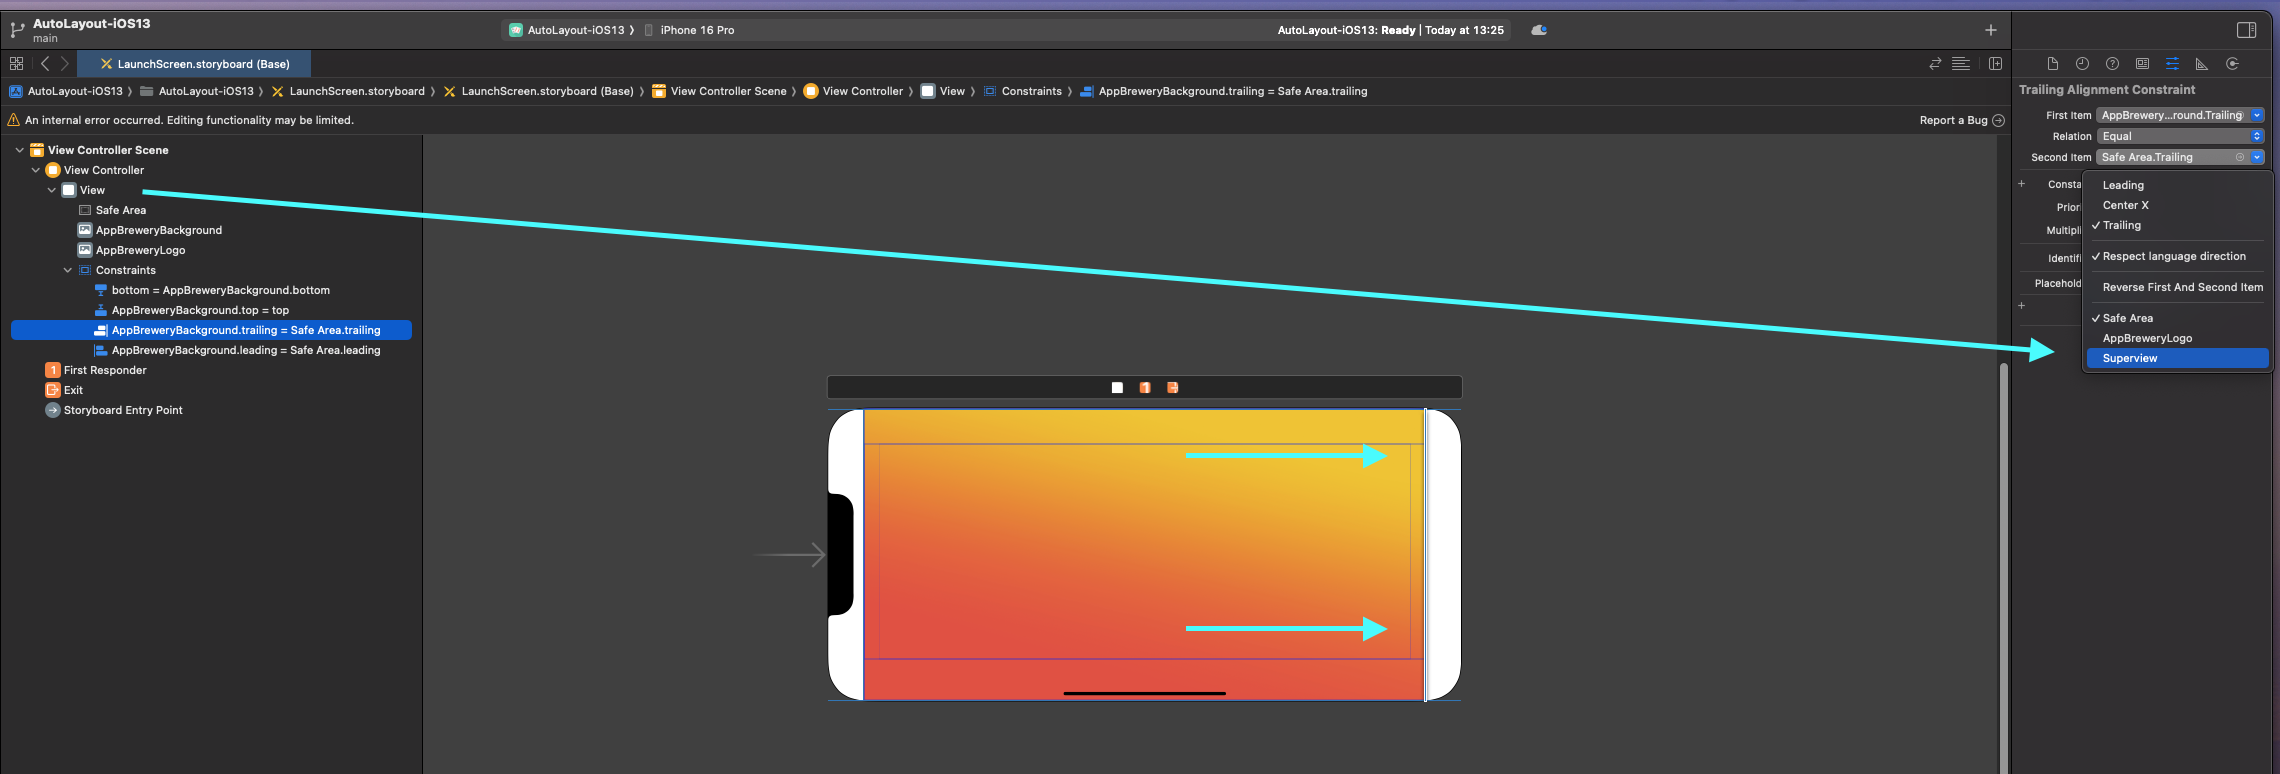 AutoLayout-iOS13
main
AutoLayout-iOS13 〉 iPhone 16 Pro
AutoLayout-iOS13: Ready | Today at 13:25
LaunchScreen.storyboard (Base)
AutoLayout-iOS13 〉 AutoLayout-iOS13 〉 LaunchScreen.storyboard 〉 LaunchScreen.storyboard (Base) 〉 View Controller Scene 〉 View Controller 〉 View 〉 Constraints 〉 AppBreweryBackground.trailing = Safe Area.trailing
An internal error occurred. Editing functionality may be limited.
Report a Bug
View Controller Scene
View Controller
View
Safe Area
AppBreweryBackground
AppBreweryLogo
Constraints
bottom = AppBreweryBackground.bottom
AppBreweryBackground.top = top
AppBreweryBackground.trailing = Safe Area.trailing
AppBreweryBackground.leading = Safe Area.leading
1 First Responder
Exit
Storyboard Entry Point
1
Trailing Alignment Constraint
First Item AppBrewery...round.Trailing
Relation Equal
Second Item Safe Area.Trailing
+ Consta
Priori
Multipli
Identifi
Placehold
+
Leading
Center X
✓ Trailing
✓ Respect language direction
Reverse First And Second Item
✓ Safe Area
AppBreweryLogo
Superview